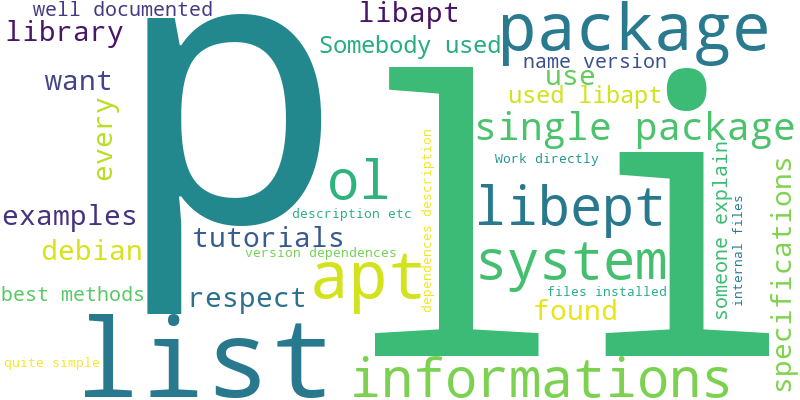 well documented
libapt
library
p
Somebody used
package
name version
want
li
use
used libapt
every
single package
Work directly
someone explain
specifications
ol
dependences description
libept
internal files
examples
description etc
tutorials
debian
version dependences
system
apt
best methods
respect
files installed
found
list
quite simple
informations